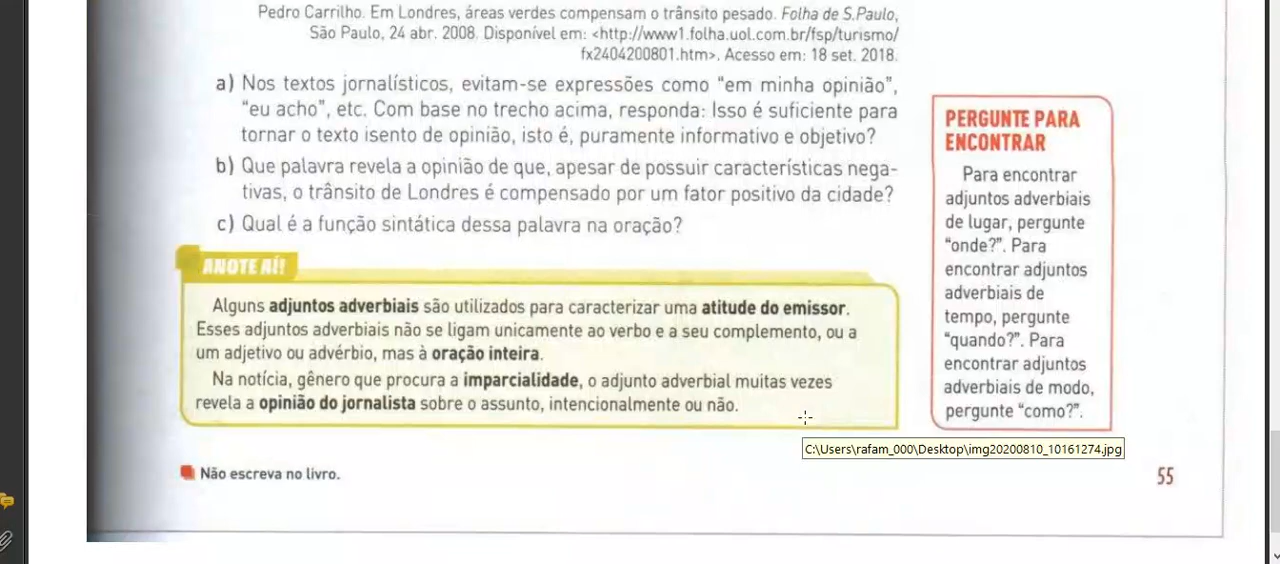 Pedro Carrilho. Em Londres, áreas verdes compensam o trânsito pesado. Folha de S.Paulo,
São Paulo, 24 abr. 2008. Disponível em: <http://www1.folha.uol.com.br/fsp/turismo/
fx2404200801.htm>. Acesso em: 18 set. 2018.
a) Nos textos jornalísticos, evitam-se expressões como “em minha opinião”,
“eu acho”, etc. Com base no trecho acima, responda: Isso é suficiente para
tornar o texto isento de opinião, isto é, puramente informativo e objetivo?
b) Que palavra revela a opinião de que, apesar de possuir características nega-
tivas, o trânsito de Londres é compensado por um fator positivo da cidade?
c) Qual é a função sintática dessa palavra na oração?
ANOTE AÍ!
Alguns adjuntos adverbiais são utilizados para caracterizar uma atitude do emissor.
Esses adjuntos adverbiais não se ligam unicamente ao verbo e a seu complemento, ou a
um adjetivo ou advérbio, mas à oração inteira.
Na notícia, gênero que procura a imparcialidade, o adjunto adverbial muitas vezes
revela a opinião do jornalista sobre o assunto, intencionalmente ou não.
PERGUNTE PARA
ENCONTRAR
Para encontrar
adjuntos adverbiais
de lugar, pergunte
“onde?”. Para
encontrar adjuntos
adverbiais de
tempo, pergunte
“quando?”. Para
encontrar adjuntos
adverbiais de modo,
pergunte “como?”.
C:\Users\rafam_000\Desktop\img20200810_10161274.jpg
Não escreva no livro.
55